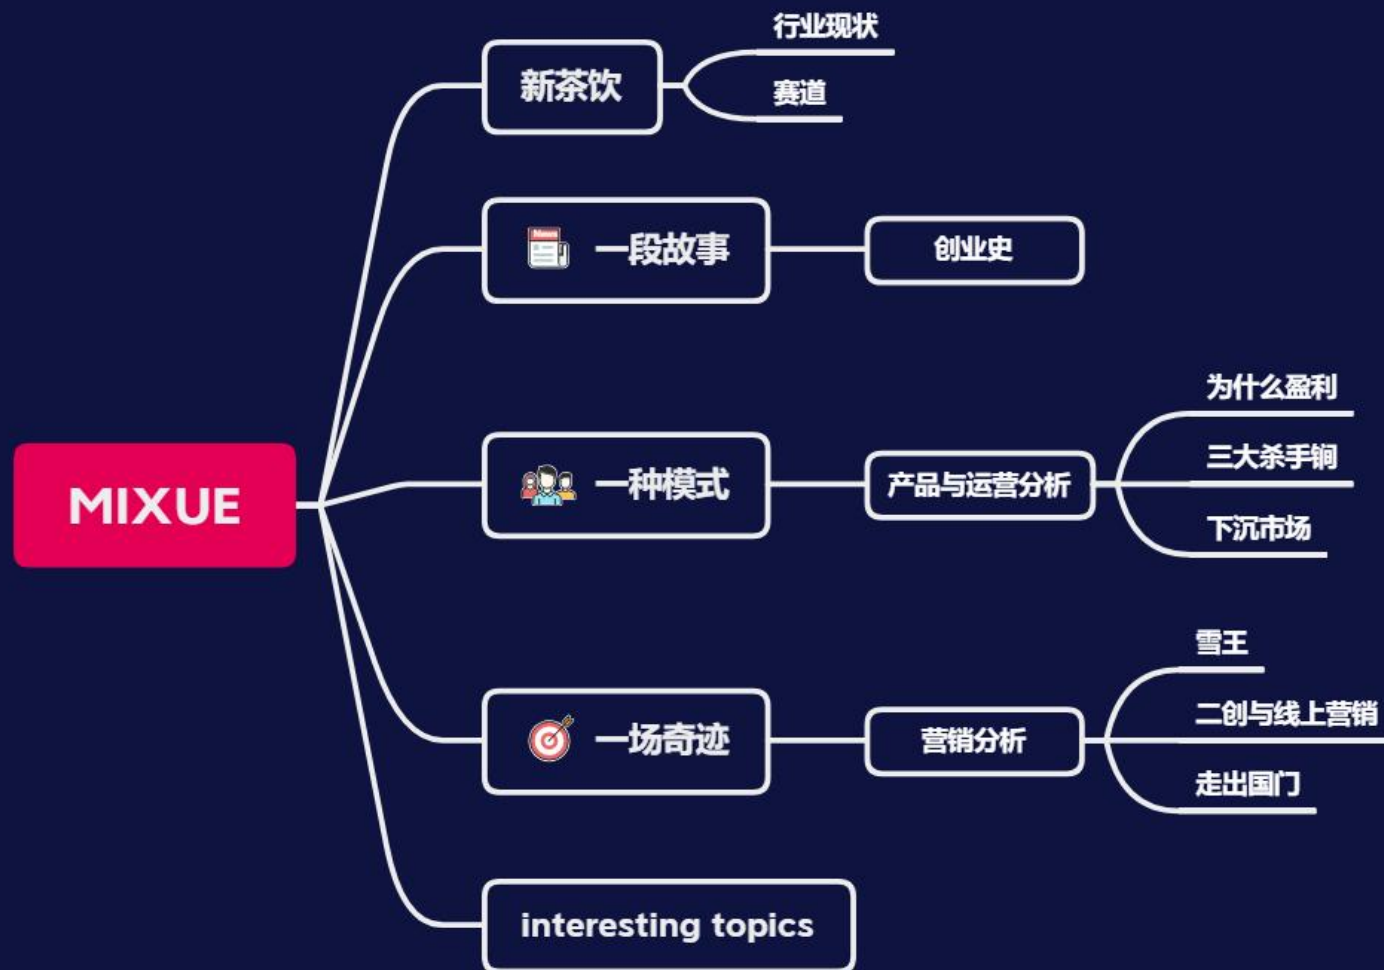 MIXUE
新茶饮
行业现状
赛道
News
一段故事
创业史
一种模式
产品与运营分析
为什么盈利
三大杀手锏
下沉市场
一场奇迹
营销分析
雪王
二创与线上营销
走出国门
interesting topics